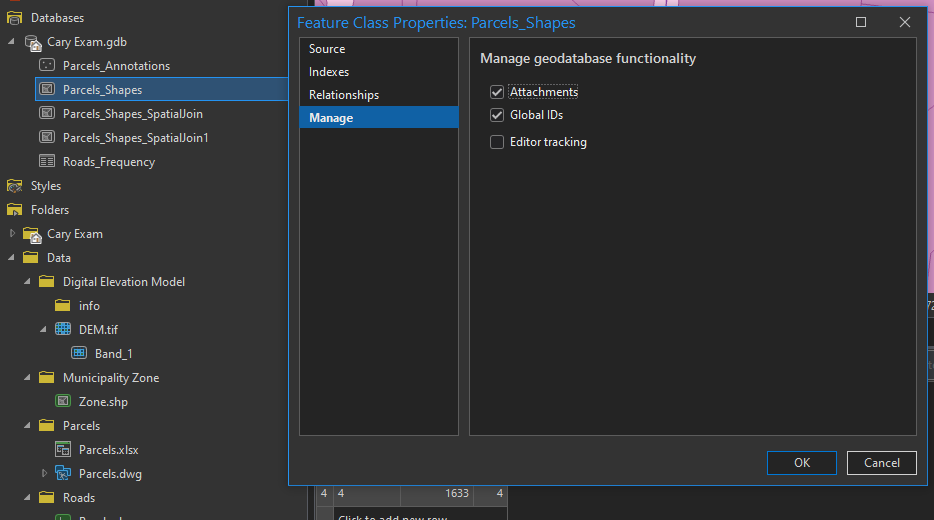 Databases
Cary Exam.gdb
Parcels_Annotations
Parcels_Shapes
Parcels_Shapes_SpatialJoin
Parcels_Shapes_SpatialJoin1
Roads_Frequency
Styles
Folders
Cary Exam
Data
Digital Elevation Model
info
DEM.tif
Band_1
Municipality Zone
Zone.shp
Parcels
Parcels.xlsx
Parcels.dwg
Roads
Feature Class Properties: Parcels_Shapes
Source
Indexes
Relationships
Manage
Manage geodatabase functionality
Attachments
Global IDs
Editor tracking
OK
Cancel
4 4 1633 4
Click to add new row.